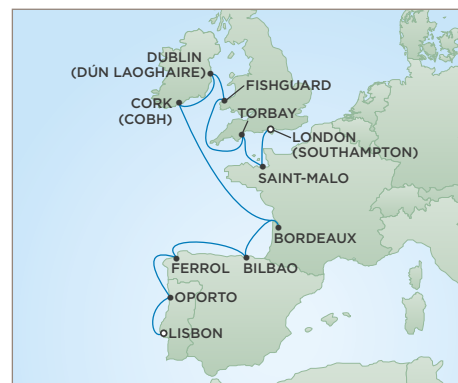 DUBLIN
(DÚN LAOGHAIRE)
FISHGUARD
CORK
(COBH)
TORBAY
LONDON
(SOUTHAMPTON)
SAINT-MALO
BORDEAUX
FERROL
BILBAO
OPORTO
LISBON